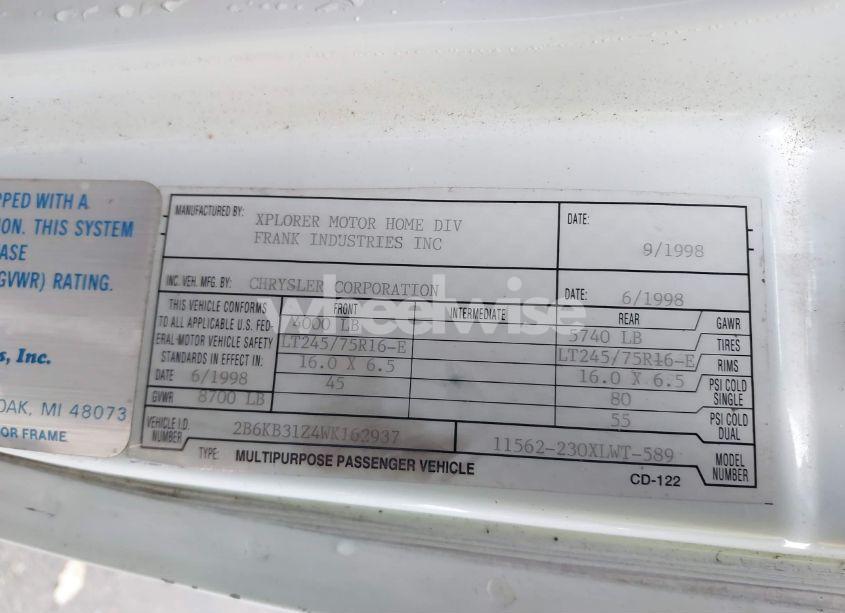 PPED WITH A
ION. THIS SYSTEM
EASE
(GVWR) RATING.
s, Inc.
OAK, MI 48073
OR FRAME
MANUFACTURED BY: XPLORER MOTOR HOME DIV
FRANK INDUSTRIES INC
DATE: 9/1998
INC. VEH. MFG. BY: CHRYSLER CORPORATION
DATE: 6/1998
THIS VEHICLE CONFORMS
TO ALL APPLICABLE U.S. FED-
ERAL-MOTOR VEHICLE SAFETY
STANDARDS IN EFFECT IN:
DATE 6/1998
GVWR 8700 LB
FRONT INTERMEDIATE REAR
4000 LB 5740 LB GAWR
LT245/75R16-E LT245/75R16-E TIRES
16.0 X 6.5 16.0 X 6.5 RIMS
45 80 PSI COLD SINGLE
55 PSI COLD DUAL
VEHICLE I.D. NUMBER 2B6KB31Z4WK162937
11562-230XLWT-589 MODEL NUMBER
TYPE: MULTIPURPOSE PASSENGER VEHICLE
CD-122
wheelwise